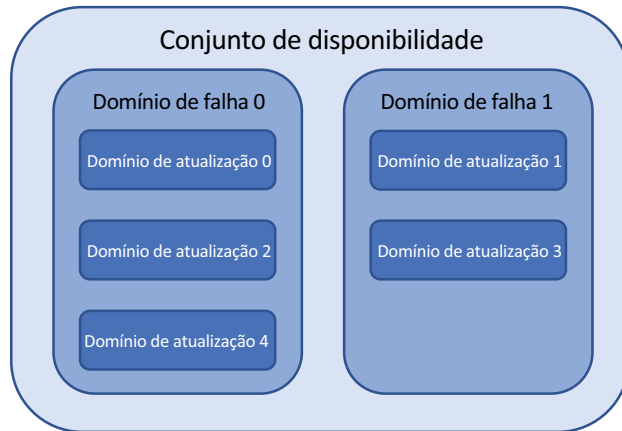 Conjunto de disponibilidade
Domínio de falha 0
Domínio de atualização 0
Domínio de atualização 2
Domínio de atualização 4
Domínio de falha 1
Domínio de atualização 1
Domínio de atualização 3